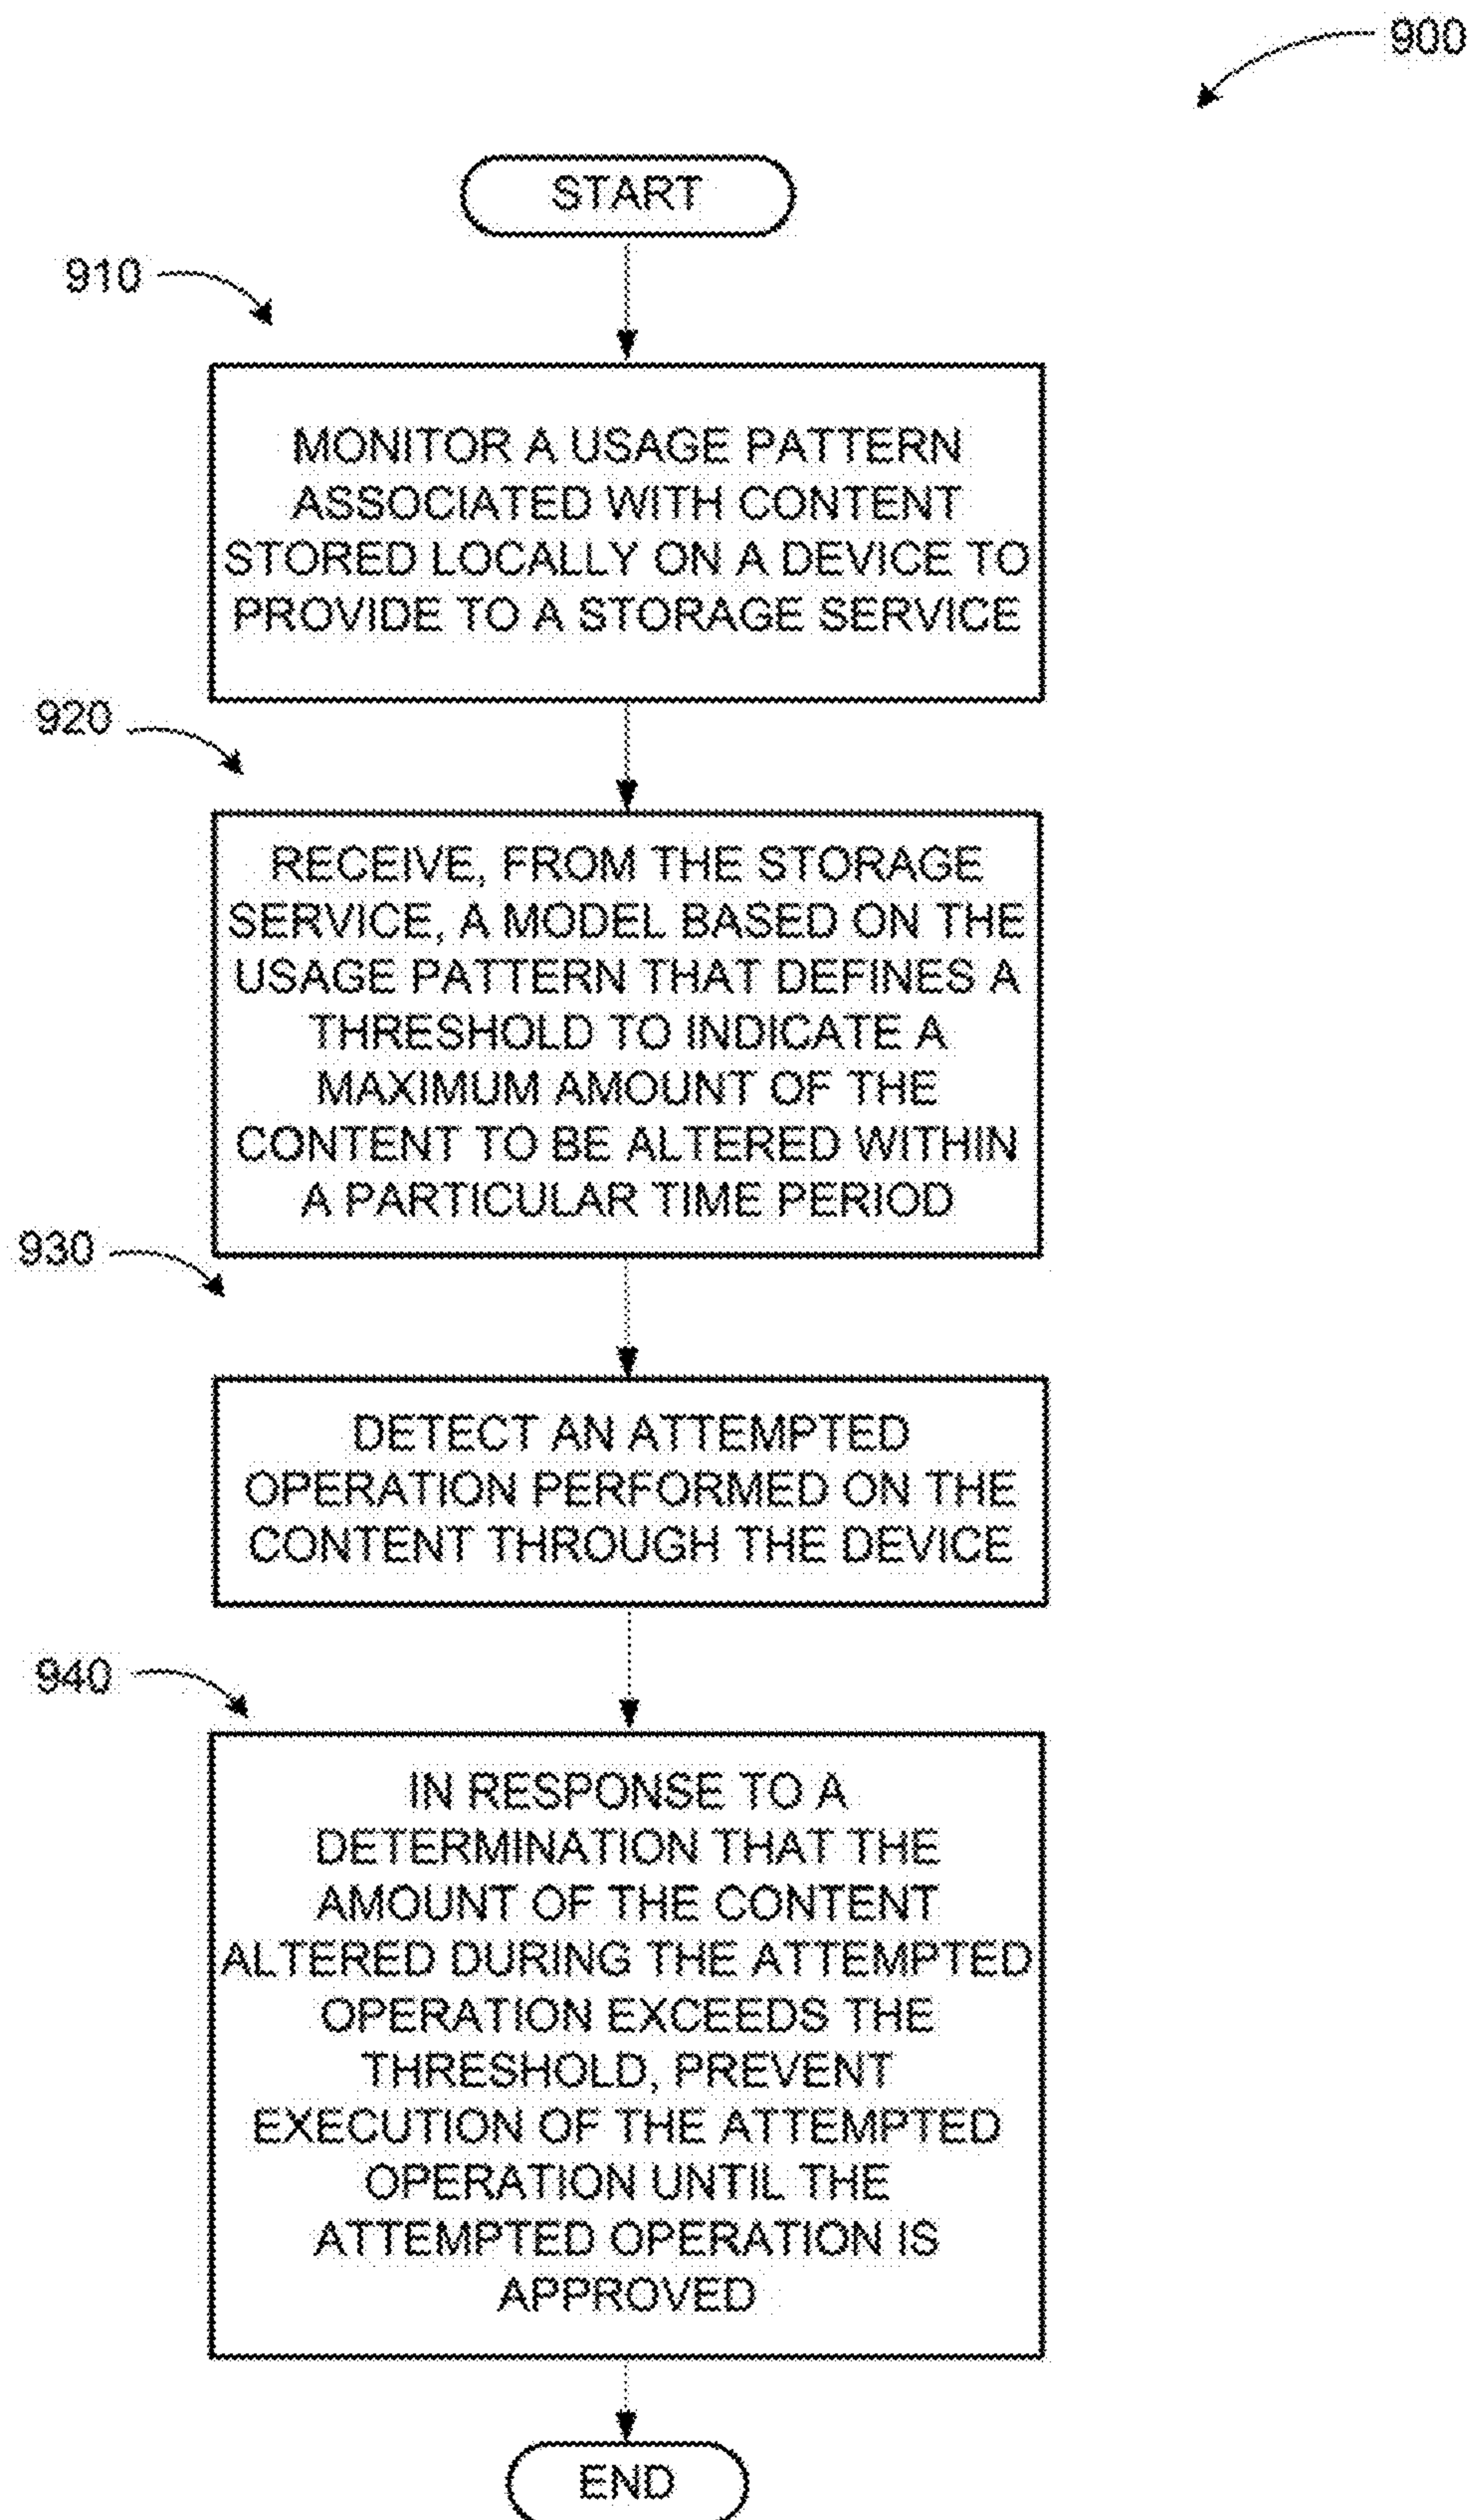 900
START
910
MONITOR A USAGE PATTERN
ASSOCIATED WITH CONTENT
STORED LOCALLY ON A DEVICE TO
PROVIDE TO A STORAGE SERVICE
920
RECEIVE, FROM THE STORAGE
SERVICE, A MODEL BASED ON THE
USAGE PATTERN THAT DEFINES A
THRESHOLD TO INDICATE A
MAXIMUM AMOUNT OF THE
CONTENT TO BE ALTERED WITHIN
A PARTICULAR TIME PERIOD
930
DETECT AN ATTEMPTED
OPERATION PERFORMED ON THE
CONTENT THROUGH THE DEVICE
940
IN RESPONSE TO A
DETERMINATION THAT THE
AMOUNT OF THE CONTENT
ALTERED DURING THE ATTEMPTED
OPERATION EXCEEDS THE
THRESHOLD, PREVENT
EXECUTION OF THE ATTEMPTED
OPERATION UNTIL THE
ATTEMPTED OPERATION IS
APPROVED
END